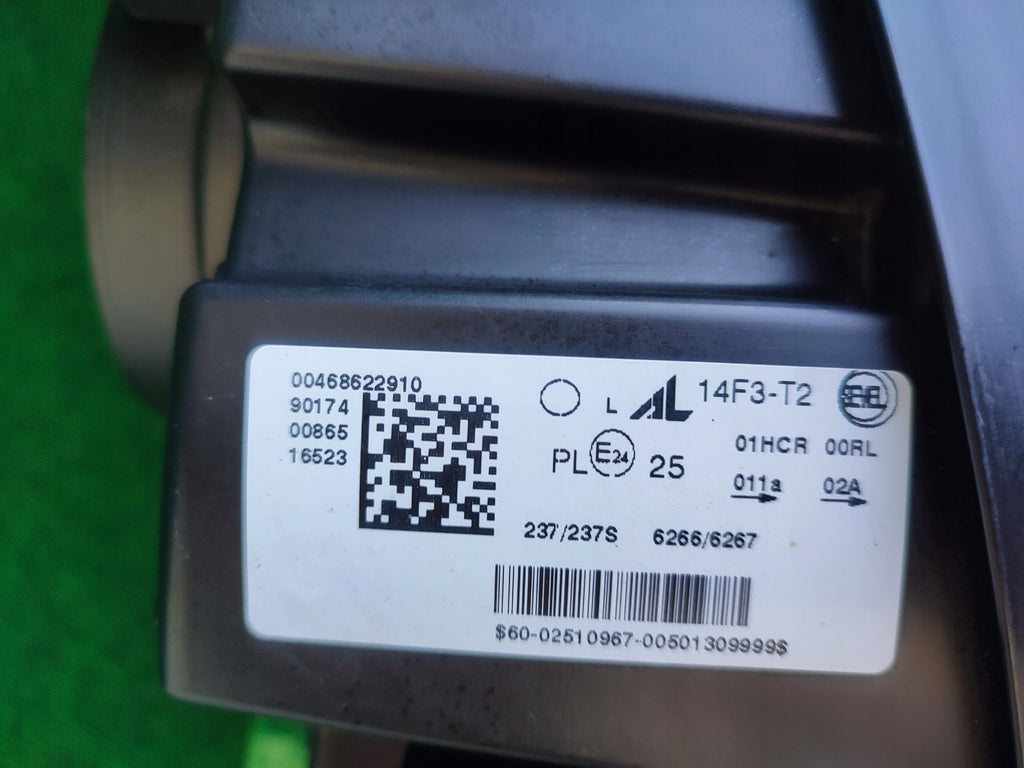 00468622910
90174
00865
16523
L AL 14F3-T2
PL E24 25
01HCR 00RL
011a 02A
237/237S 6266/6267
$60-02510967-00501309999$